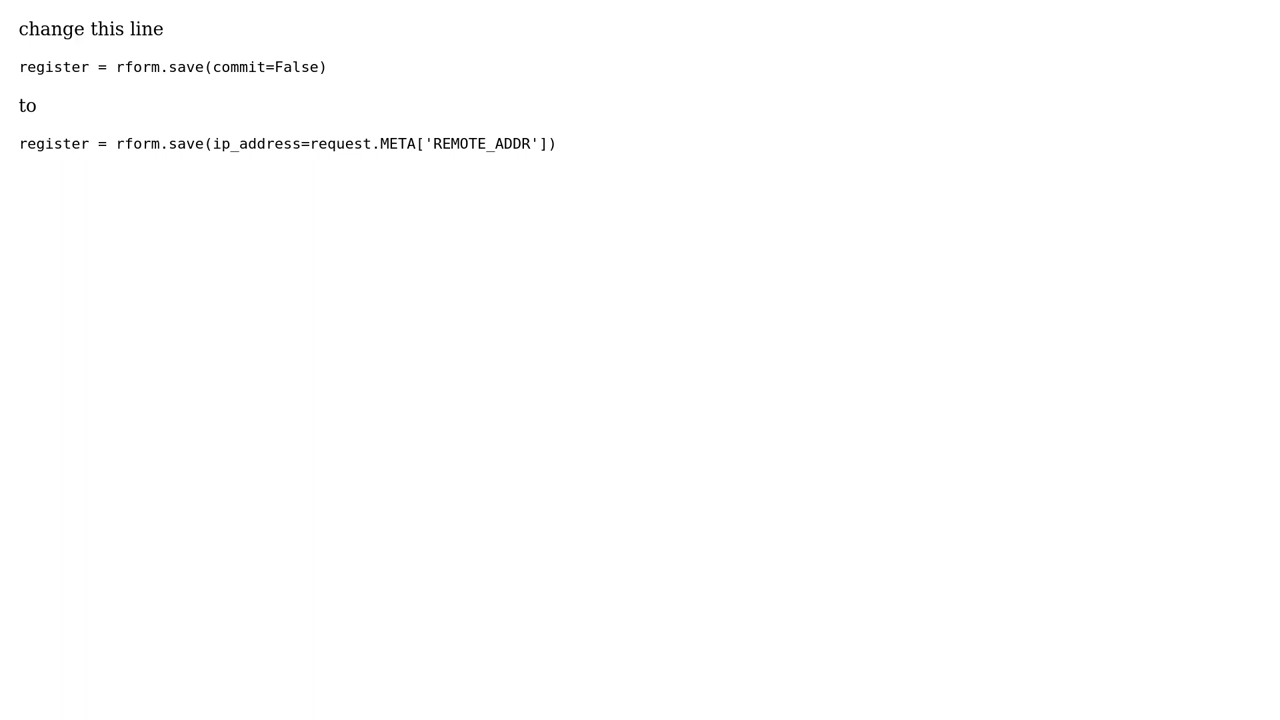 change this line
register = rform.save(commit=False)
to
register = rform.save(ip_address=request.META['REMOTE_ADDR'])